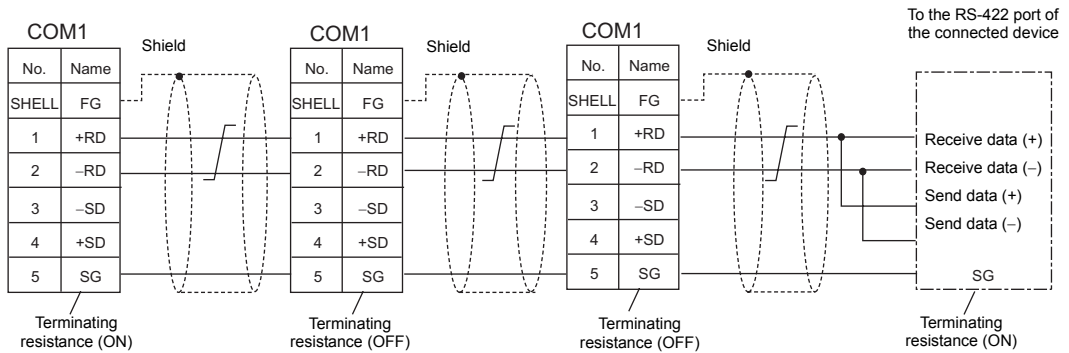 To the RS-422 port of
the connected device
COM1
Shield
No. Name
SHELL FG
1 +RD
2 –RD
3 –SD
4 +SD
5 SG
Terminating
resistance (ON)
COM1
Shield
No. Name
SHELL FG
1 +RD
2 –RD
3 –SD
4 +SD
5 SG
Terminating
resistance (OFF)
COM1
Shield
No. Name
SHELL FG
1 +RD
2 –RD
3 –SD
4 +SD
5 SG
Terminating
resistance (OFF)
Receive data (+)
Receive data (–)
Send data (+)
Send data (–)
SG
Terminating
resistance (ON)